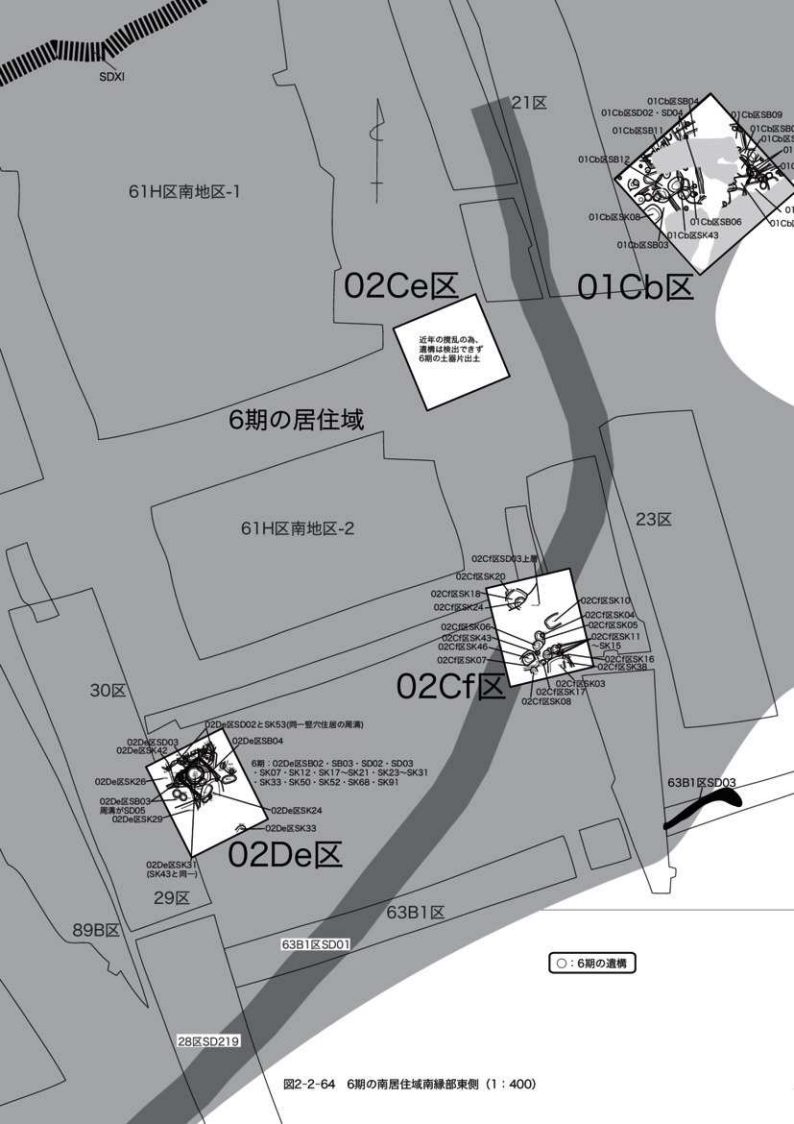 SDXI
21区
01Cb区SB04
01Cb区SD02・SD04
01Cb区SB09
01Cb区SB11
01Cb区SB12
61H区南地区-1
01Cb区SK08
01Cb区SB06
01Cb区SK43
01Cb区SB03
02Ce区
01Cb区
近年の撹乱の為、
遺構は検出できず
6期の土器片出土
6期の居住域
61H区南地区-2
23区
02Cf区SD03上層
02Cf区SK20
02Cf区SK18
02Cf区SK24
02Cf区SK10
02Cf区SK04
02Cf区SK06
02Cf区SK05
02Cf区SK43
02Cf区SK11
～SK15
02Cf区SK46
02Cf区SK07
02Cf区SK16
02Cf区SK38
02Cf区SK03
02Cf区SK17
02Cf区SK08
02Cf区
30区
02De区SD02とSK53(同一竪穴住居の周溝)
02De区SD03
02De区SK42
02De区SB04
6期：02De区SB02・SB03・SD02・SD03
・SK07・SK12・SK17～SK21・SK23～SK31
・SK33・SK50・SK52・SK68・SK91
02De区SK26
02De区SB03
周溝がSD05
02De区SK29
02De区SK24
02De区SK33
02De区SK31
(SK43と同一)
02De区
63B1区SD03
29区
63B1区
89B区
63B1区SD01
○：6期の遺構
28区SD219
図2-2-64　6期の南居住域南縁部東側（1：400）